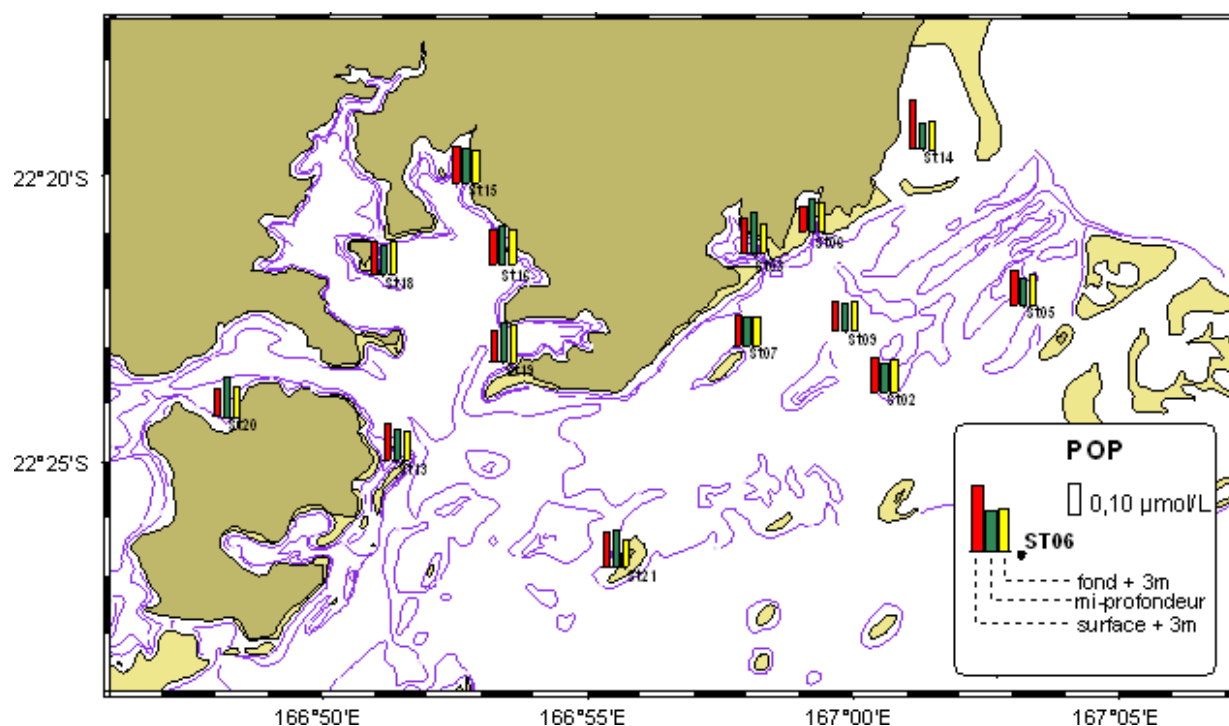 St14
22°20'S
St15
St06
St03
St16
St18
St05
St09
St07
St19
St02
St20
22°25'S
St13
POP
0,10 µmol/L
ST06
St21
fond + 3m
mi-profondeur
surface + 3m
166°50'E
166°55'E
167°00'E
167°05'E